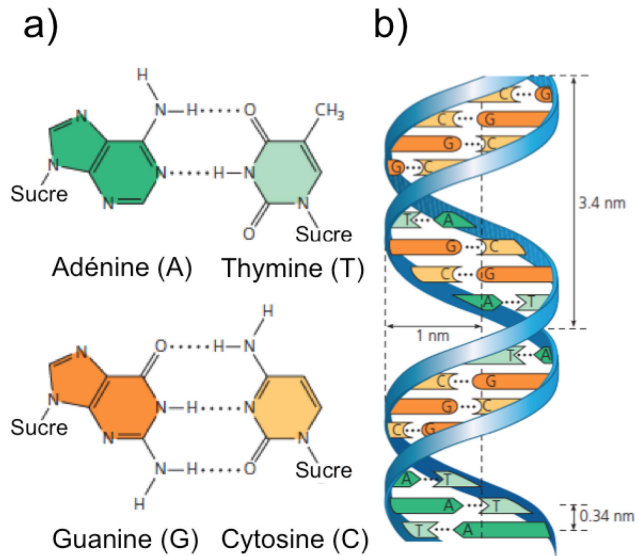 a)
H
N H O CH₃
N N
N N H N
Sucre N O Sucre
Adénine (A) Thymine (T)
H
O H N
N N H N
N N N
Sucre N H O Sucre
H
Guanine (G) Cytosine (C)
b)
C G
C G
G C
G C
T A
G C
C G
A T
T A
C G
G C
C G
A T
A T
T A
3.4 nm
1 nm
0.34 nm